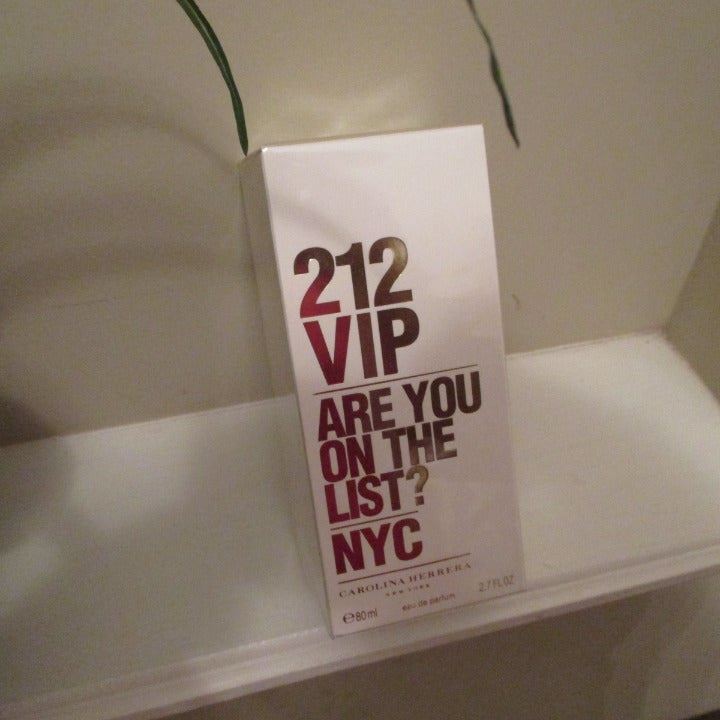 212
VIP
ARE YOU
ON THE
LIST?
NYC
CAROLINA HERRERA
NEW YORK
℮80ml eau de parfum 2.7 FL.OZ